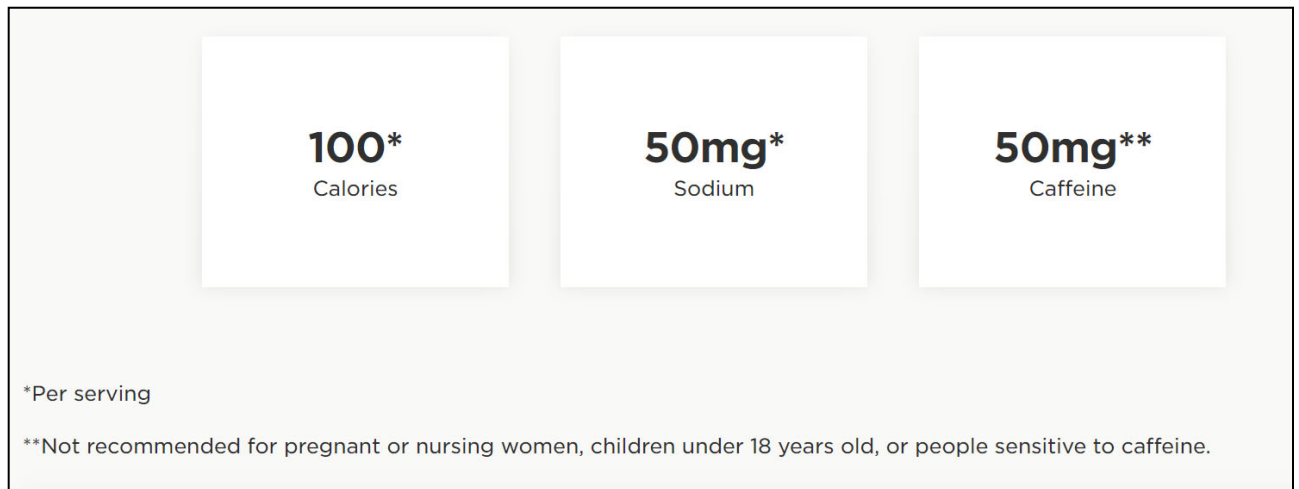 100* 50mg* 50mg**
Calories Sodium Caffeine
*Per serving
**Not recommended for pregnant or nursing women, children under 18 years old, or people sensitive to caffeine.